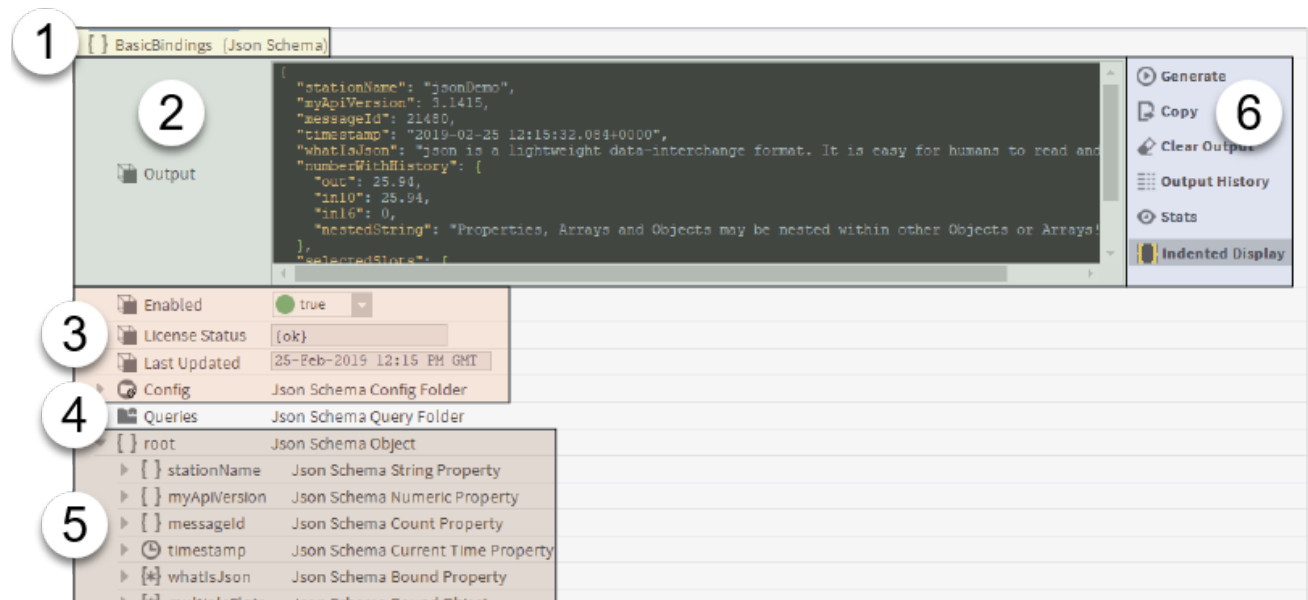 1
{ } BasicBindings (Json Schema)
2
Output
{
"stationName": "jsonDemo",
"myApiVersion": 3.1415,
"messageId": 21480,
"timestamp": "2019-02-25 12:15:32.084+0000",
"whatIsJson": "json is a lightweight data-interchange format. It is easy for humans to read and
"numberWithHistory": {
"out": 25.94,
"in10": 25.94,
"in16": 0,
"nestedString": "Properties, Arrays and Objects may be nested within other Objects or Arrays!
},
"selectedSlots": [
6
Generate
Copy
Clear Output
Output History
Stats
Indented Display
3
Enabled true
License Status {ok}
Last Updated 25-Feb-2019 12:15 PM GMT
Config Json Schema Config Folder
4
Queries Json Schema Query Folder
5
{ } root Json Schema Object
{ } stationName Json Schema String Property
{ } myApiVersion Json Schema Numeric Property
{ } messageId Json Schema Count Property
timestamp Json Schema Current Time Property
{*} whatIsJson Json Schema Bound Property